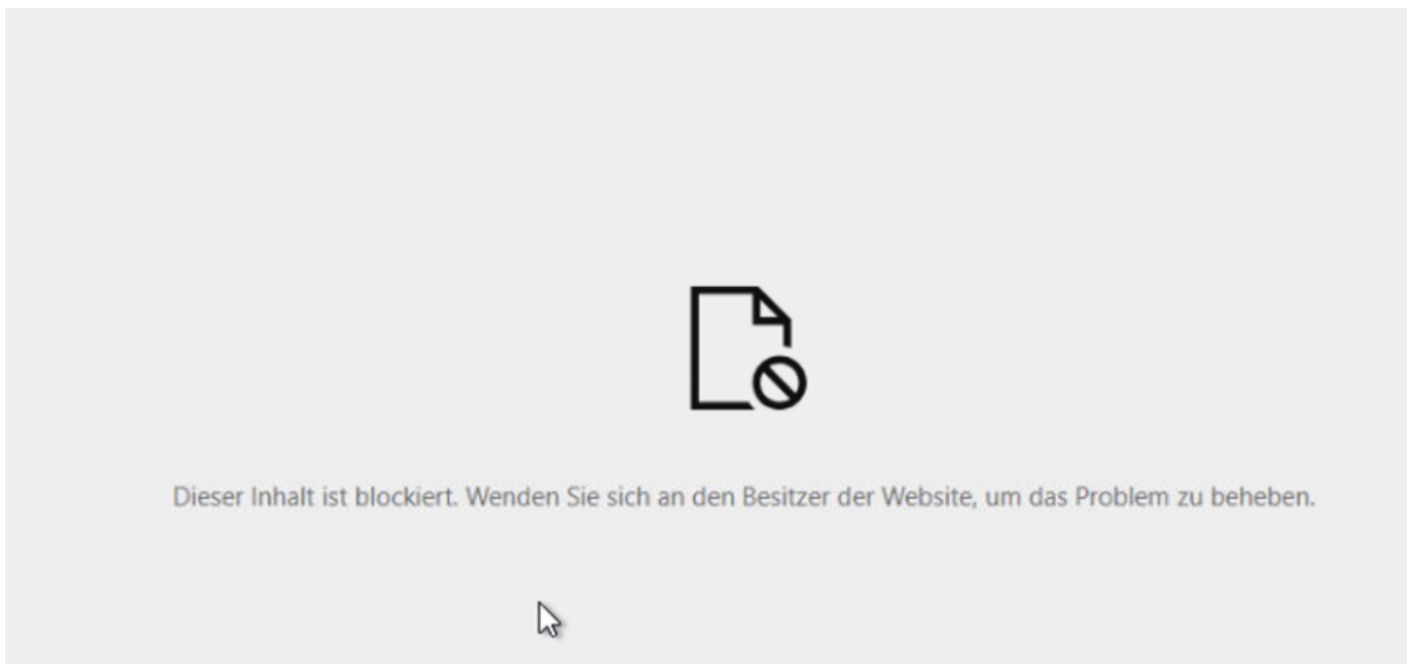 Dieser Inhalt ist blockiert. Wenden Sie sich an den Besitzer der Website, um das Problem zu beheben.